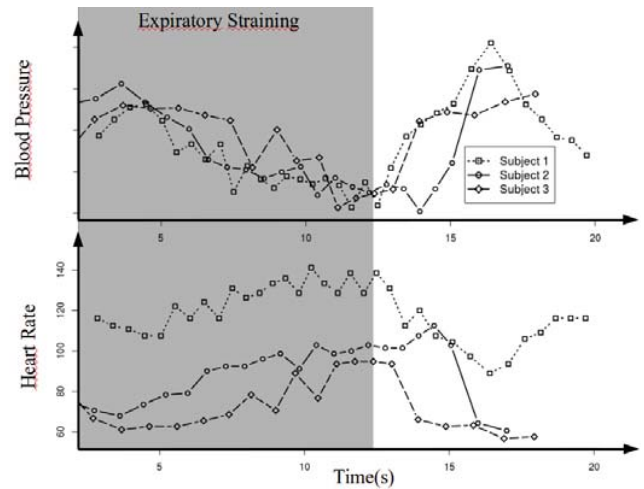 Expiratory Straining
Blood Pressure
Subject 1
Subject 2
Subject 3
5
10
15
20
Heart Rate
140
120
100
80
60
5
10
15
20
Time(s)